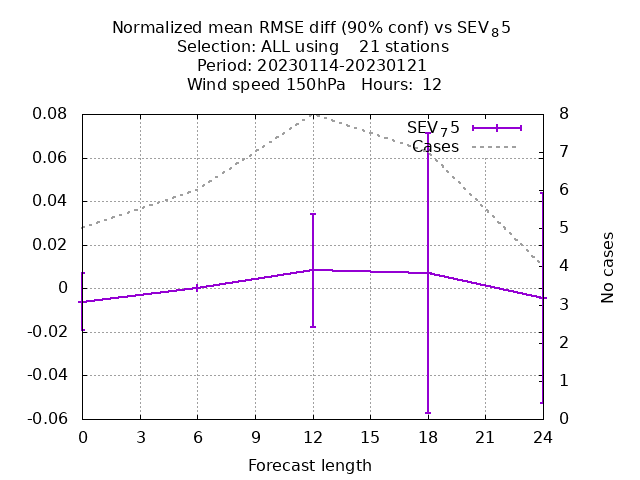 Normalized mean RMSE diff (90% conf) vs SEV₈5
Selection: ALL using    21 stations
Period: 20230114-20230121
Wind speed 150hPa   Hours:  12
SEV₇5
Cases
0.08
0.06
0.04
0.02
0
-0.02
-0.04
-0.06
8
7
6
5
4
3
2
1
0
No cases
0 3 6 9 12 15 18 21 24
Forecast length